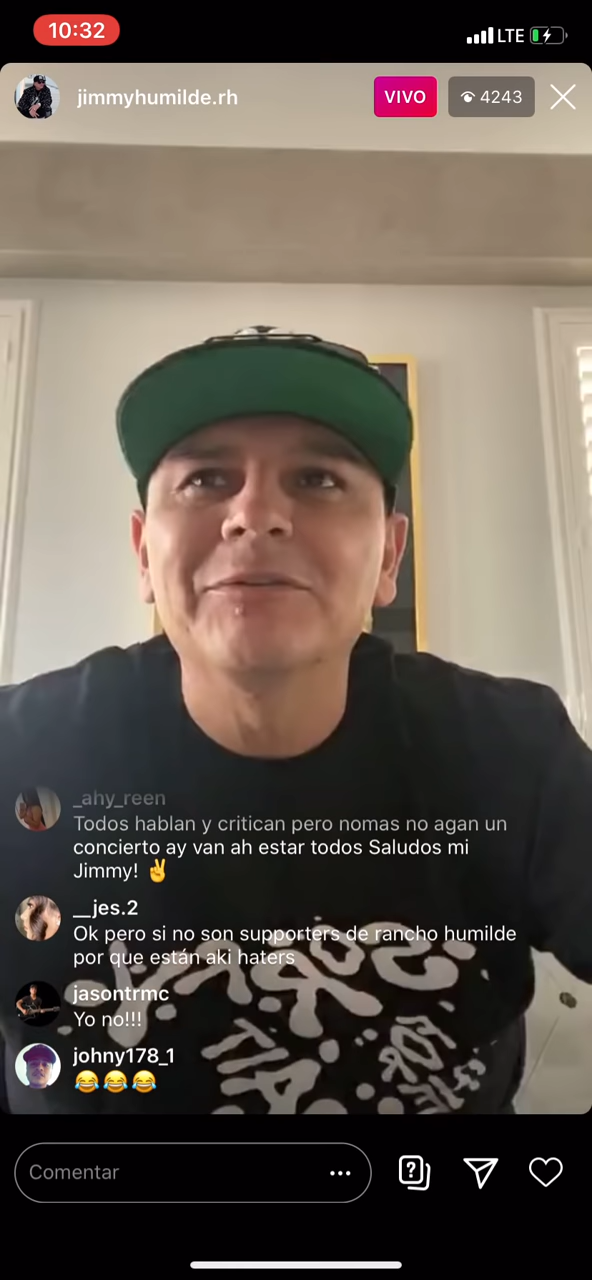 10:32
LTE
jimmyhumilde.rh
VIVO
4243
_ahy_reen
Todos hablan y critican pero nomas no agan un
concierto ay van ah estar todos Saludos mi
Jimmy! ✌️
__jes.2
Ok pero si no son supporters de rancho humilde
por que están aki haters
jasontrmc
Yo no!!!
johny178_1
😂😂😂
SORRY
FOR
Comentar